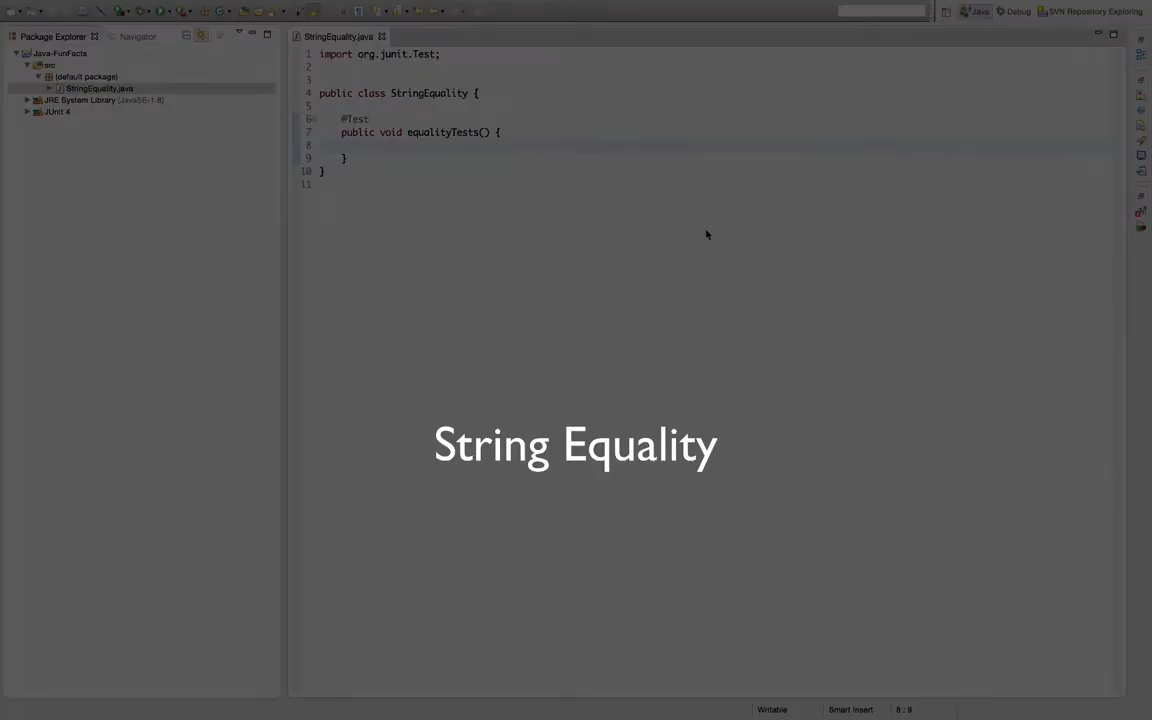 Java
Debug
SVN Repository Exploring
Package Explorer
Navigator
StringEquality.java
Java-FunFacts
src
(default package)
StringEquality.java
JRE System Library [JavaSE-1.8]
JUnit 4
1 import org.junit.Test;
2
3
4 public class StringEquality {
5
6 @Test
7 public void equalityTests() {
8
9 }
10 }
11
String Equality
Writable
Smart Insert
8 : 9